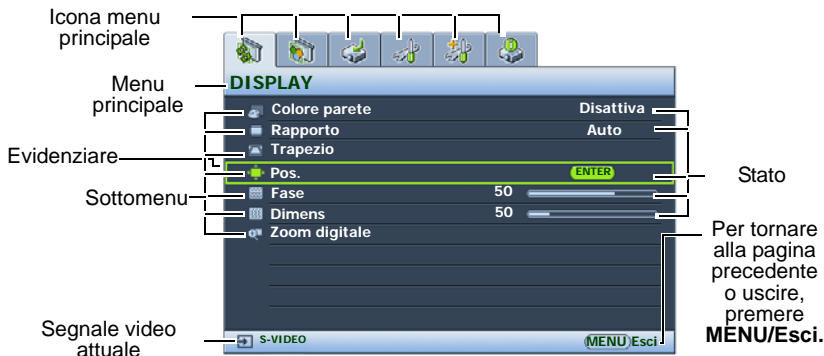 Icona menu
principale
Menu
principale
DISPLAY
Colore parete Disattiva
Rapporto Auto
Trapezio
Evidenziare
Pos. ENTER
Stato
Sottomenu
Fase 50
Dimens 50
Zoom digitale
Per tornare
alla pagina
precedente
o uscire,
premere
MENU/Esci.
Segnale video
attuale
S-VIDEO
MENU Esci